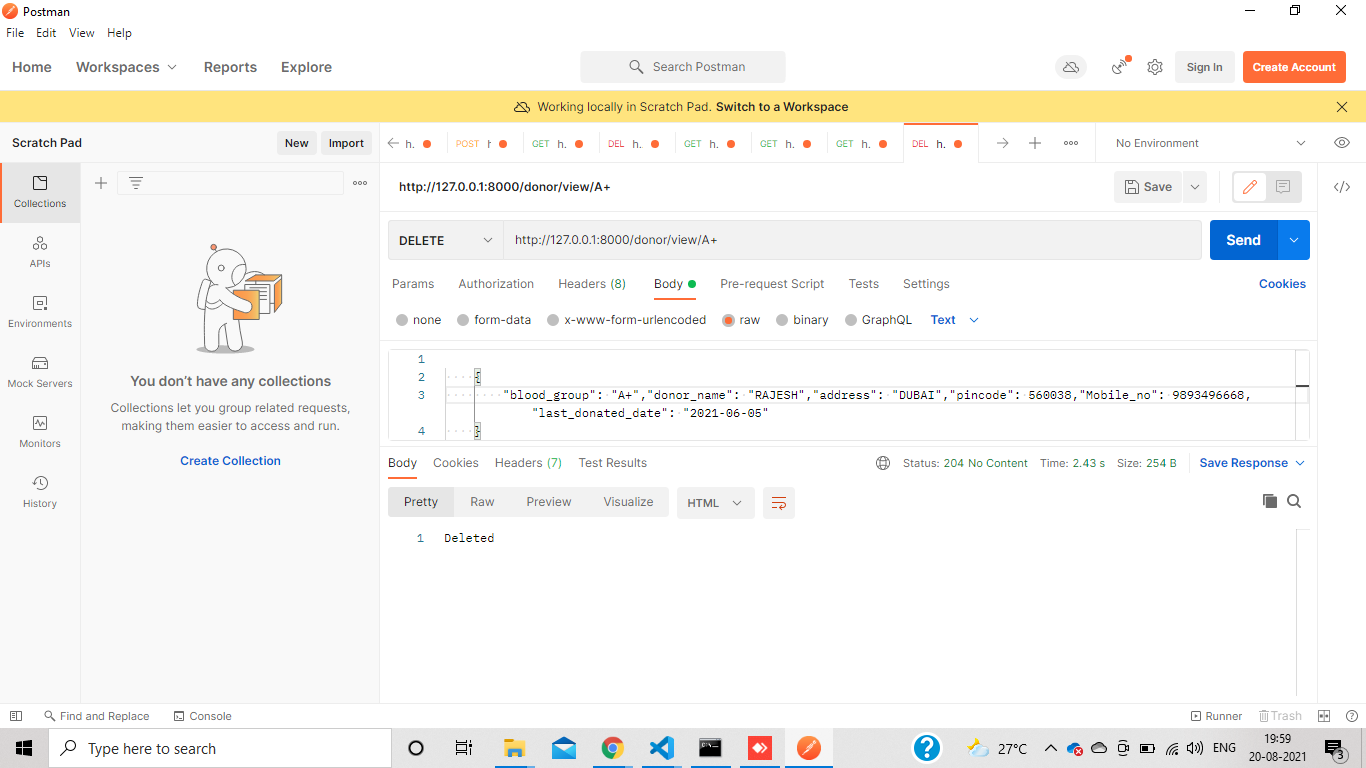 Postman
File Edit View Help
Home Workspaces Reports Explore Search Postman Sign In Create Account
Working locally in Scratch Pad. Switch to a Workspace
Scratch Pad New Import
h. POST h GET h. DEL h. GET h. GET h. GET h. DEL h. No Environment
Collections
APIs
Environments
Mock Servers
Monitors
History
You don't have any collections
Collections let you group related requests,
making them easier to access and run.
Create Collection
http://127.0.0.1:8000/donor/view/A+ Save
DELETE http://127.0.0.1:8000/donor/view/A+ Send
Params Authorization Headers (8) Body Pre-request Script Tests Settings Cookies
none form-data x-www-form-urlencoded raw binary GraphQL Text
1
2 {
3 "blood_group": "A+","donor_name": "RAJESH","address": "DUBAI","pincode": 560038,"Mobile_no": 9893496668,
"last_donated_date": "2021-06-05"
4 }
Body Cookies Headers (7) Test Results Status: 204 No Content Time: 2.43 s Size: 254 B Save Response
Pretty Raw Preview Visualize HTML
1 Deleted
Find and Replace Console Runner Trash
Type here to search 27°C ENG 19:59
20-08-2021 3